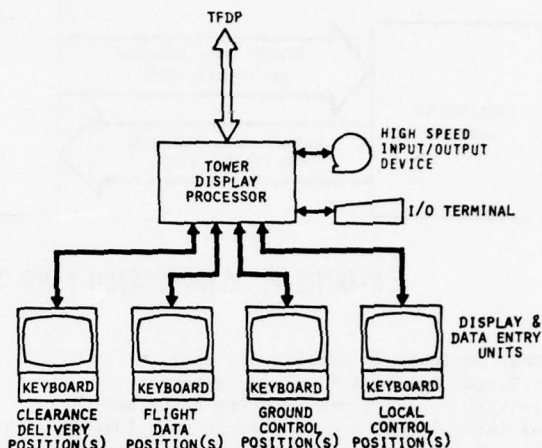 TFDP
TOWER
DISPLAY
PROCESSOR
HIGH SPEED
INPUT/OUTPUT
DEVICE
I/O TERMINAL
DISPLAY &
DATA ENTRY
UNITS
KEYBOARD
KEYBOARD
KEYBOARD
KEYBOARD
CLEARANCE
DELIVERY
POSITION(S)
FLIGHT
DATA
POSITION(S)
GROUND
CONTROL
POSITION(S)
LOCAL
CONTROL
POSITION(S)